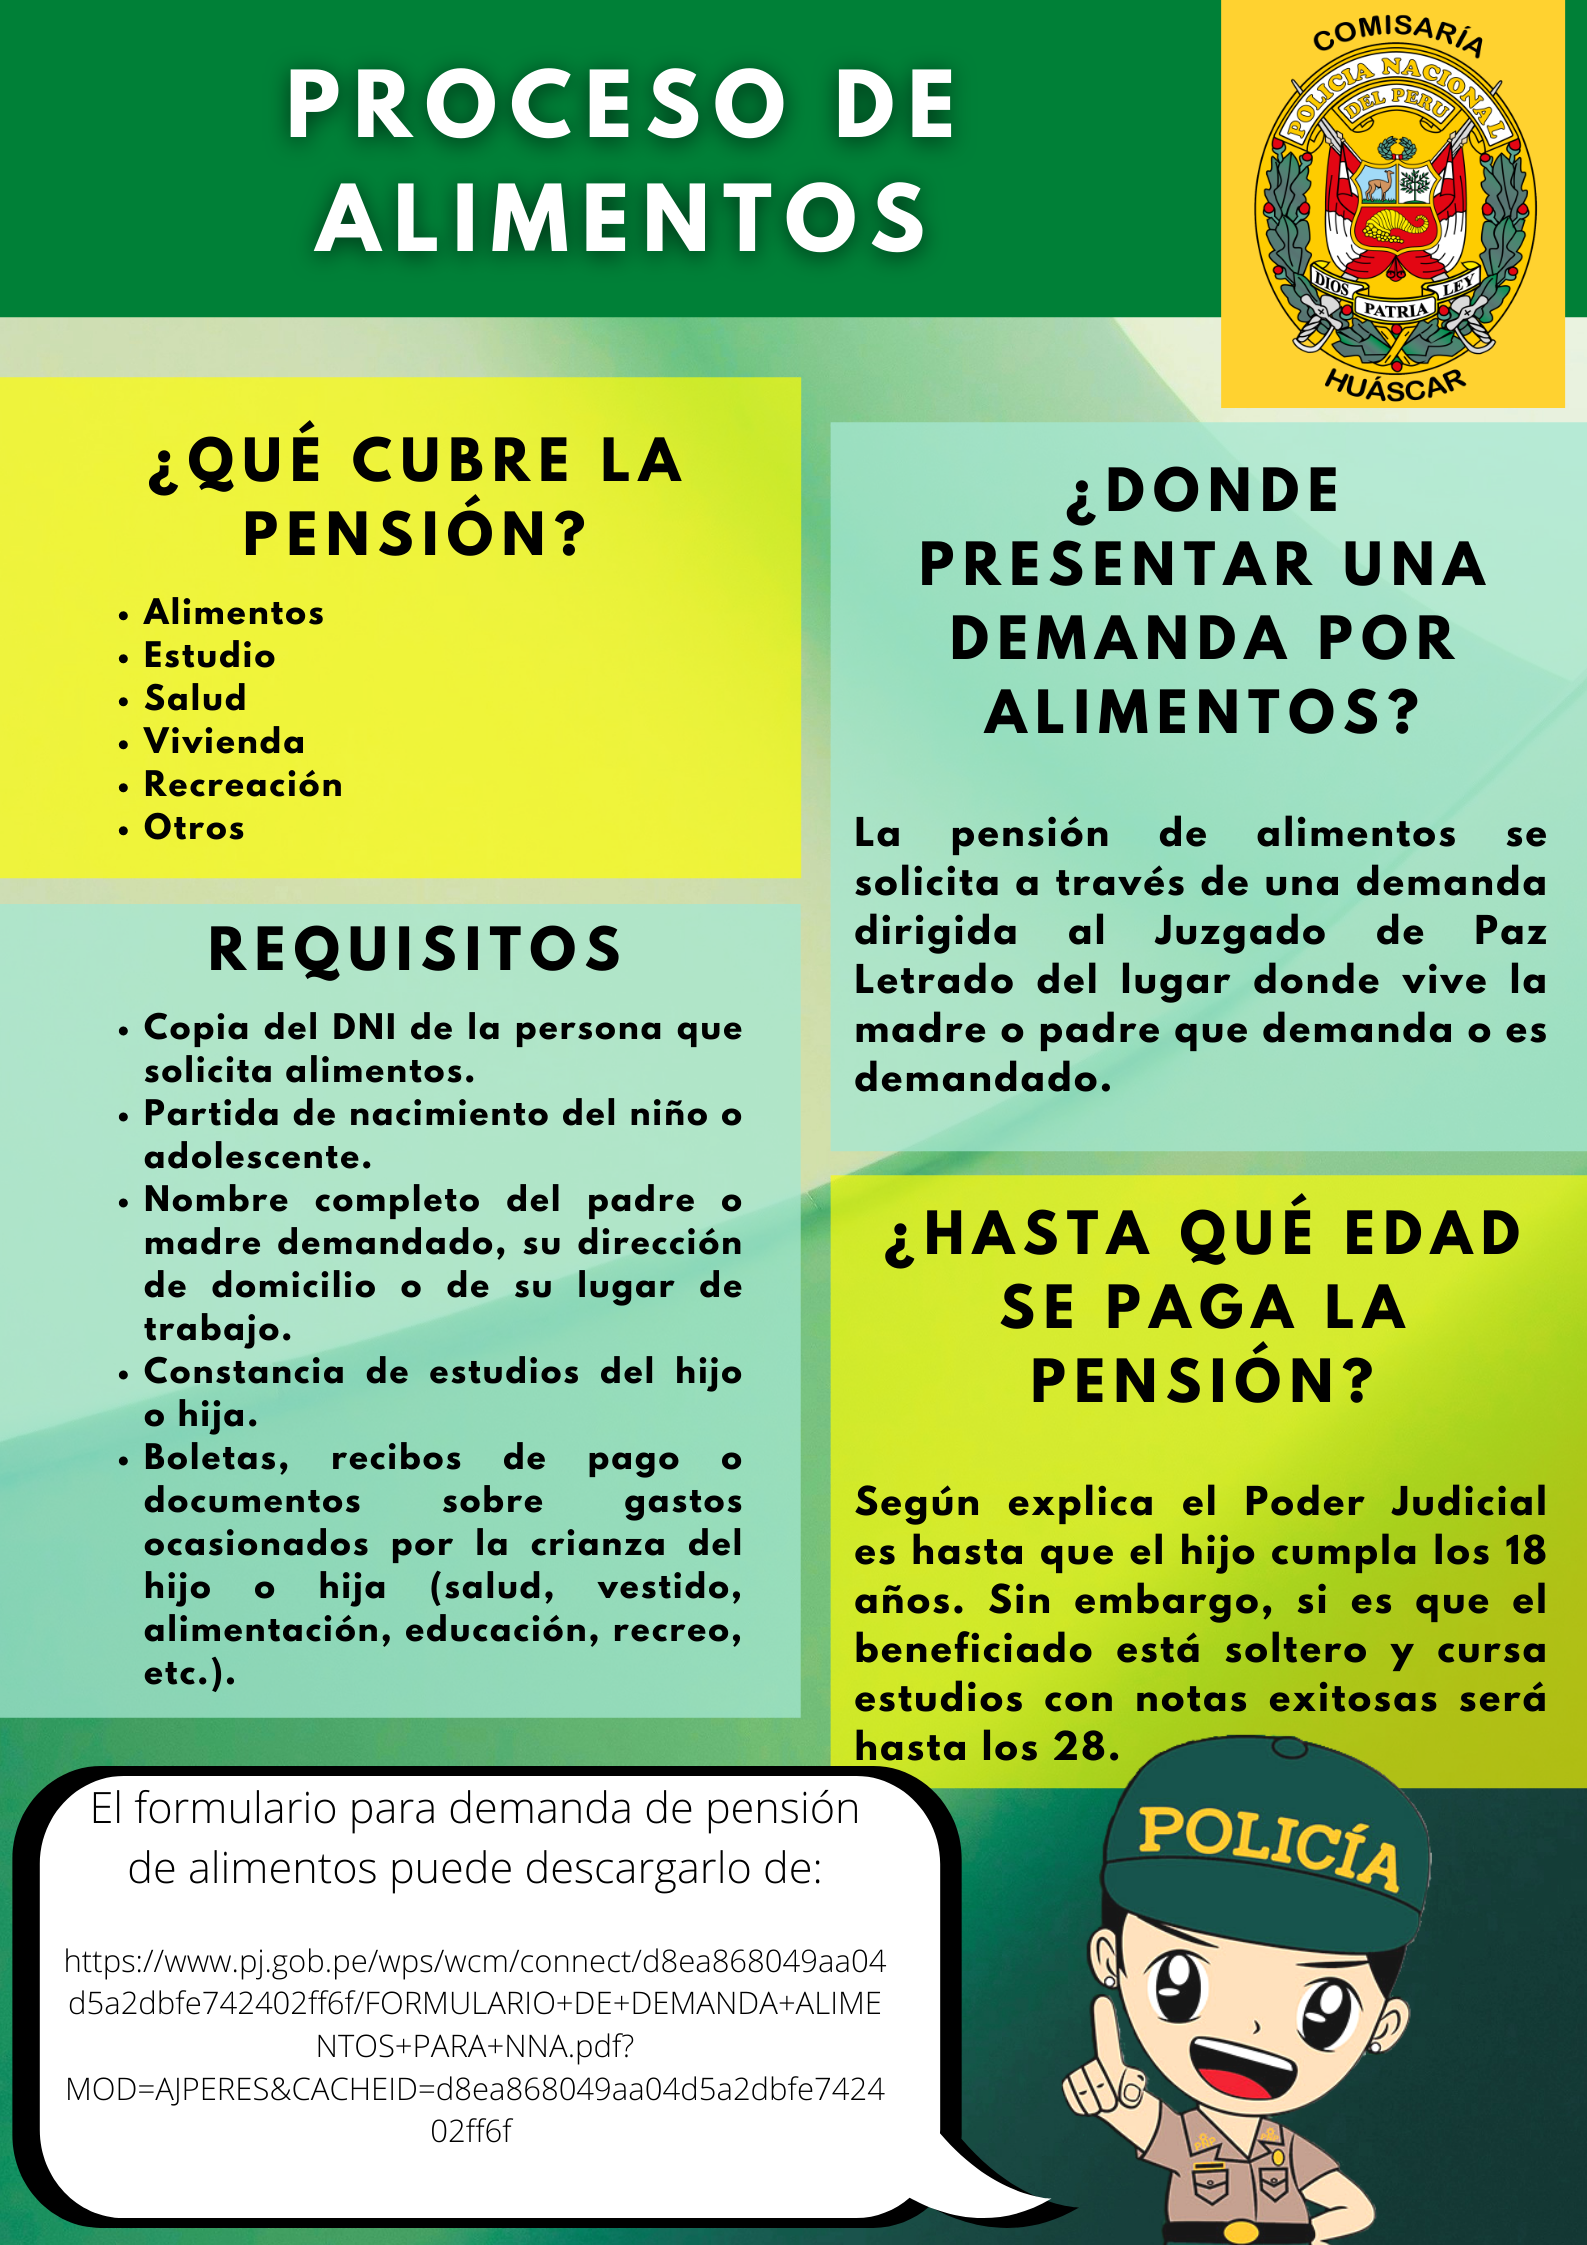 PROCESO DE
ALIMENTOS
COMISARÍA
POLICIA NACIONAL
DEL PERU
DIOS
PATRIA
LEY
HUÁSCAR
¿QUÉ CUBRE LA
PENSIÓN?
• Alimentos
• Estudio
• Salud
• Vivienda
• Recreación
• Otros
REQUISITOS
• Copia del DNI de la persona que
solicita alimentos.
• Partida de nacimiento del niño o
adolescente.
• Nombre completo del padre o
madre demandado, su dirección
de domicilio o de su lugar de
trabajo.
• Constancia de estudios del hijo
o hija.
• Boletas, recibos de pago o
documentos sobre gastos
ocasionados por la crianza del
hijo o hija (salud, vestido,
alimentación, educación, recreo,
etc.).
¿DONDE
PRESENTAR UNA
DEMANDA POR
ALIMENTOS?
La pensión de alimentos se
solicita a través de una demanda
dirigida al Juzgado de Paz
Letrado del lugar donde vive la
madre o padre que demanda o es
demandado.
¿HASTA QUÉ EDAD
SE PAGA LA
PENSIÓN?
Según explica el Poder Judicial
es hasta que el hijo cumpla los 18
años. Sin embargo, si es que el
beneficiado está soltero y cursa
estudios con notas exitosas será
hasta los 28.
El formulario para demanda de pensión
de alimentos puede descargarlo de:
https://www.pj.gob.pe/wps/wcm/connect/d8ea868049aa04
d5a2dbfe742402ff6f/FORMULARIO+DE+DEMANDA+ALIME
NTOS+PARA+NNA.pdf?
MOD=AJPERES&CACHEID=d8ea868049aa04d5a2dbfe7424
02ff6f
POLICÍA